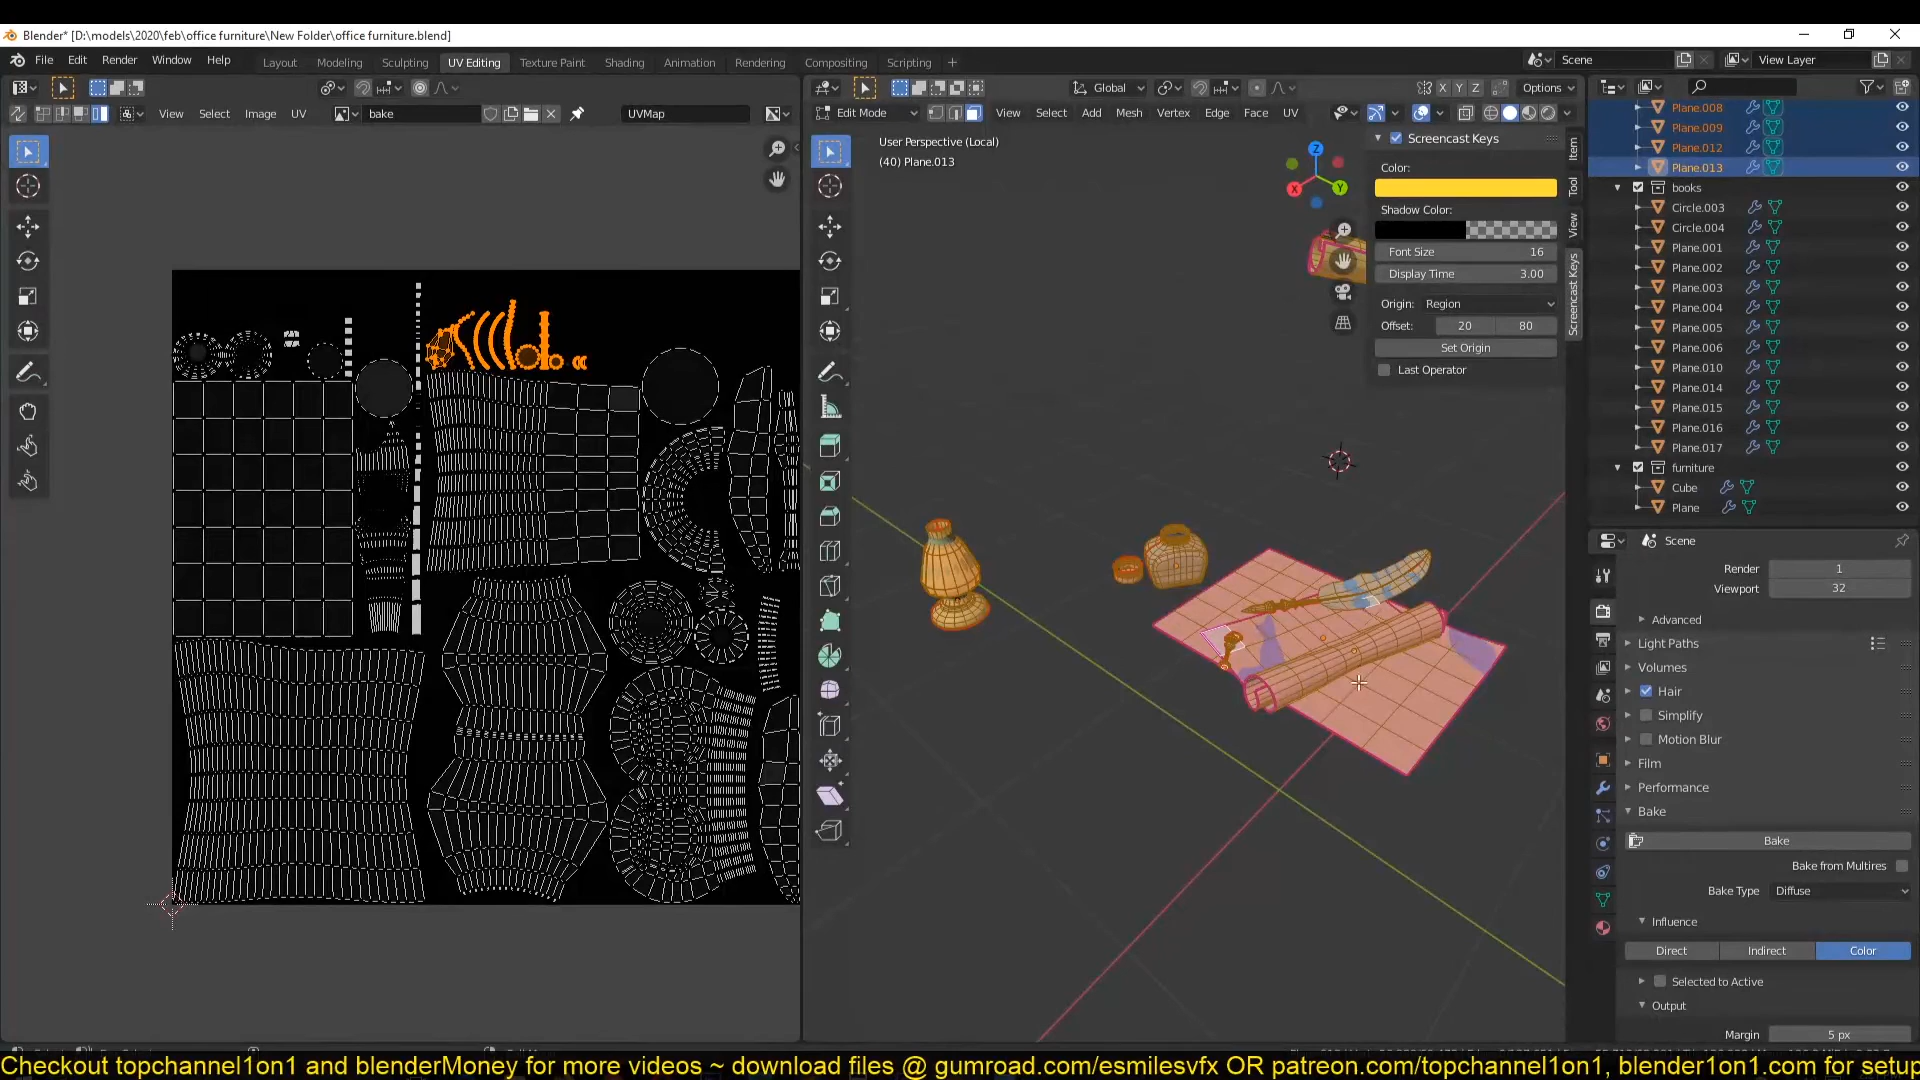 Blender* [D:\models\2020\feb\office furniture\New Folder\office furniture.blend]
File Edit Render Window Help Layout Modeling Sculpting UV Editing Texture Paint Shading Animation Rendering Compositing Scripting + Scene View Layer
Global X Y Z Options
View Select Image UV bake UVMap Edit Mode View Select Add Mesh Vertex Edge Face UV
User Perspective (Local)
(40) Plane.013
Z
X
Y
Screencast Keys
Color:
Shadow Color:
Font Size 16
Display Time 3.00
Origin: Region
Offset: 20 80
Set Origin
Last Operator
Item
Tool
View
Screencast Keys
Plane.008
Plane.009
Plane.012
Plane.013
books
Circle.003
Circle.004
Plane.001
Plane.002
Plane.003
Plane.004
Plane.005
Plane.006
Plane.010
Plane.014
Plane.015
Plane.016
Plane.017
furniture
Cube
Plane
Scene
Render 1
Viewport 32
Advanced
Light Paths
Volumes
Hair
Simplify
Motion Blur
Film
Performance
Bake
Bake
Bake from Multires
Bake Type Diffuse
Influence
Direct Indirect Color
Selected to Active
Output
Margin 5 px
Checkout topchannel1on1 and blenderMoney for more videos ~ download files @ gumroad.com/esmilesvfx OR patreon.com/topchannel1on1, blender1on1.com for setup